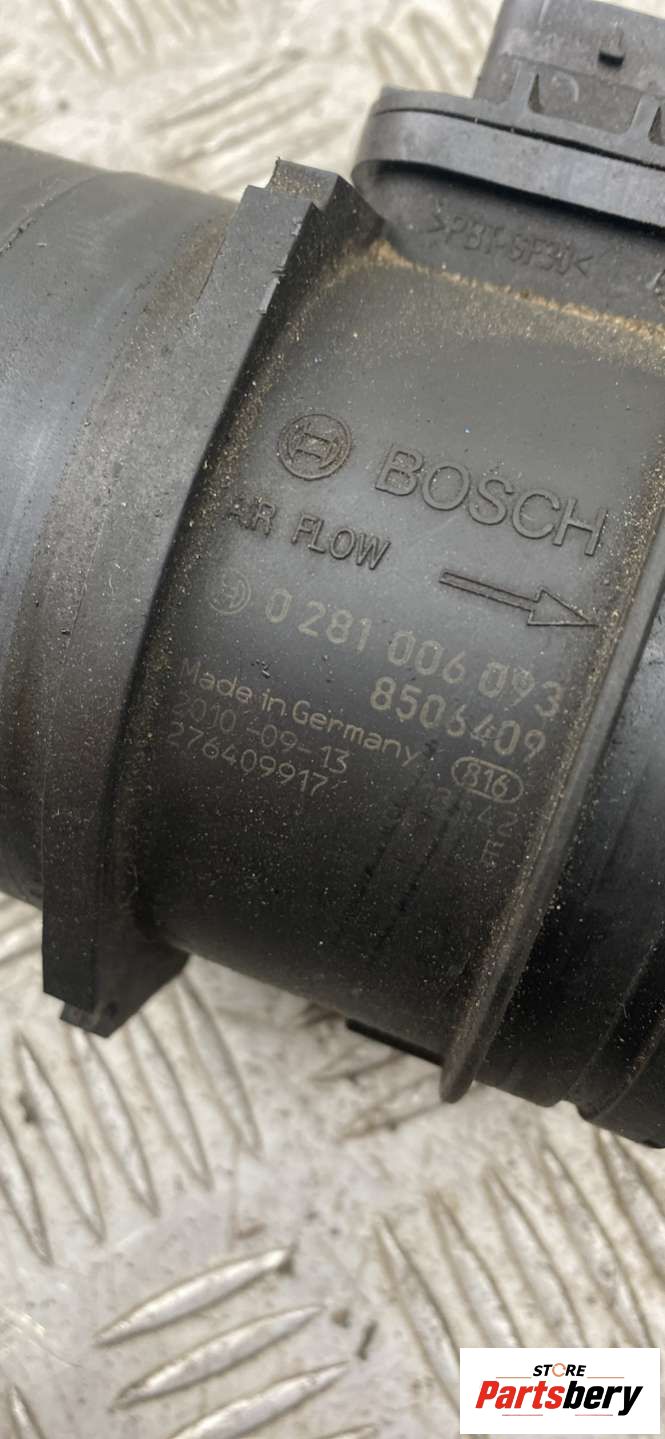 >PBT-GF30<
BOSCH
AIR FLOW
0 281 006 093
8506409
Made in Germany
2010-09-13
816
276409917
STORE
Partsbery